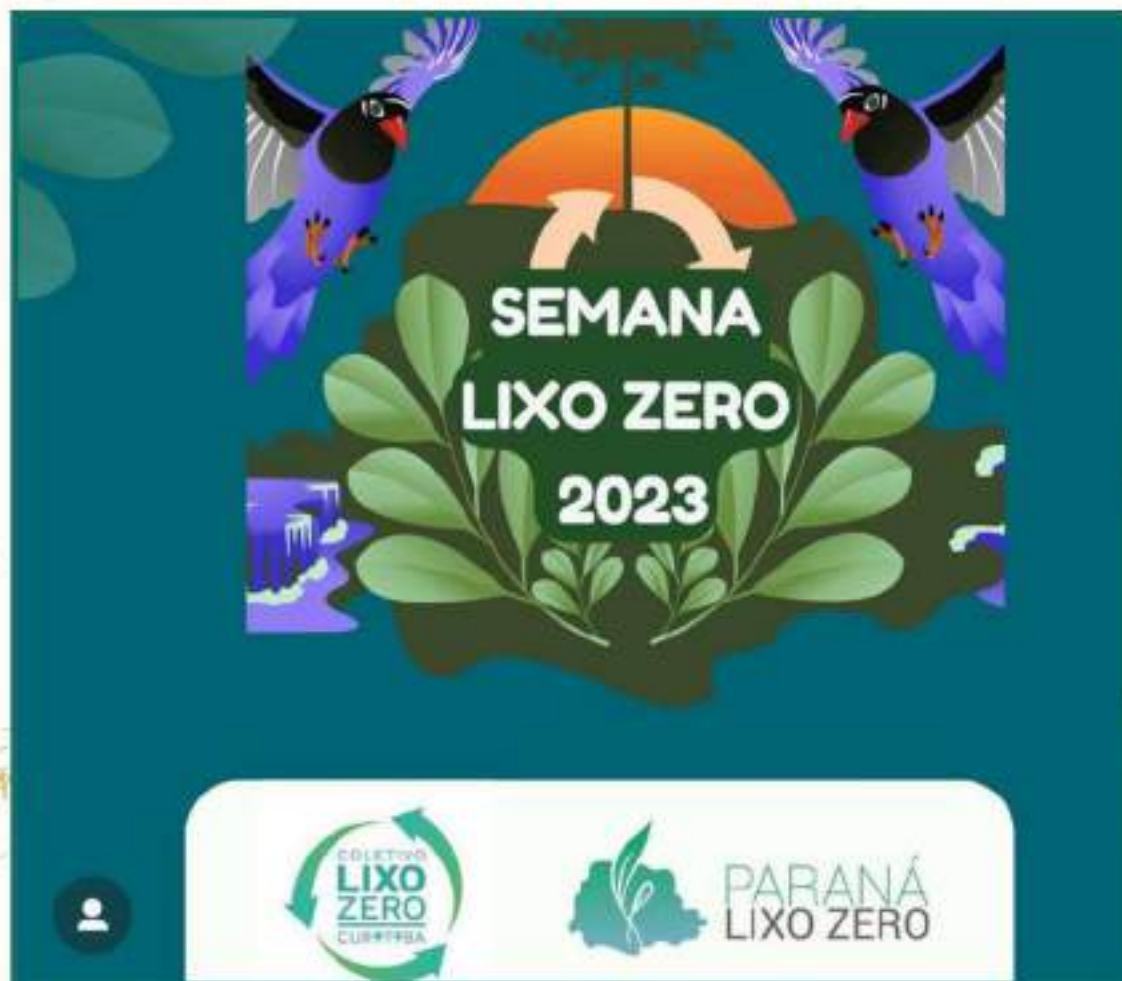 SEMANA
LIXO ZERO
2023
COLETIVO
LIXO
ZERO
CURITIBA
PARANÁ
LIXO ZERO